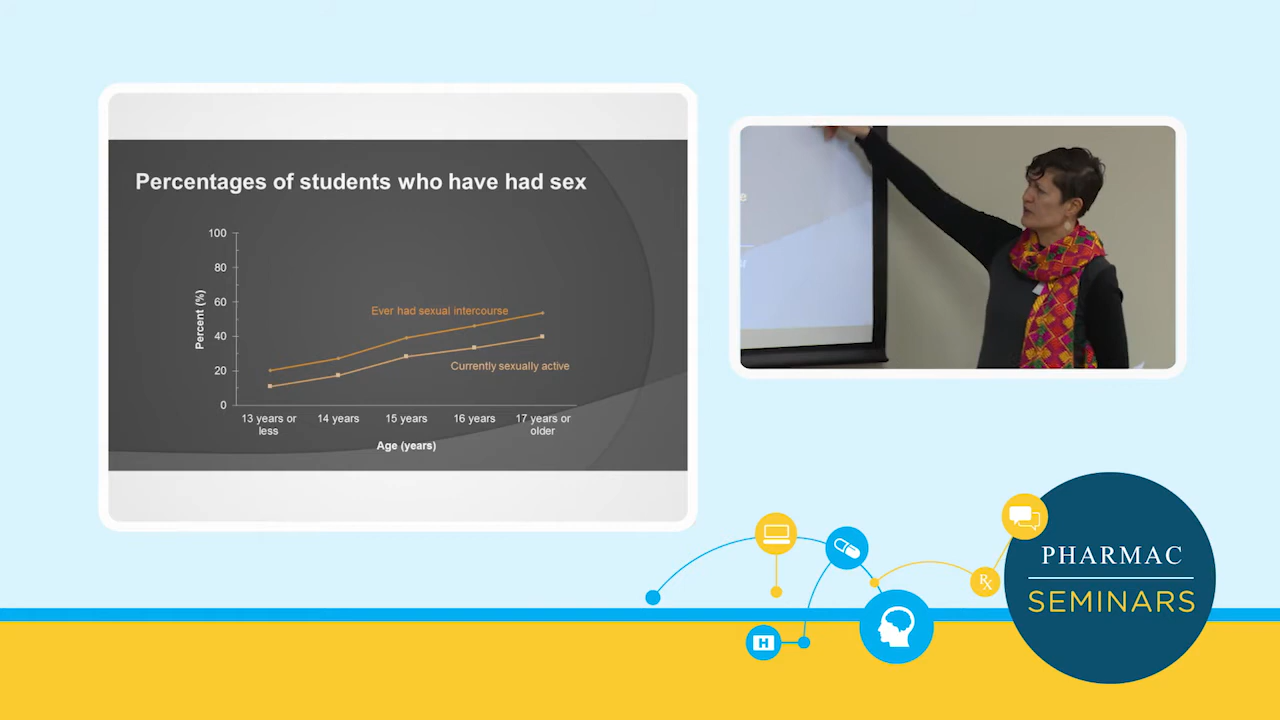 Percentages of students who have had sex
100
80
60
40
20
0
Percent (%)
Ever had sexual intercourse
Currently sexually active
13 years or
less
14 years
15 years
16 years
17 years or
older
Age (years)
e
H
Rx
PHARMAC
SEMINARS